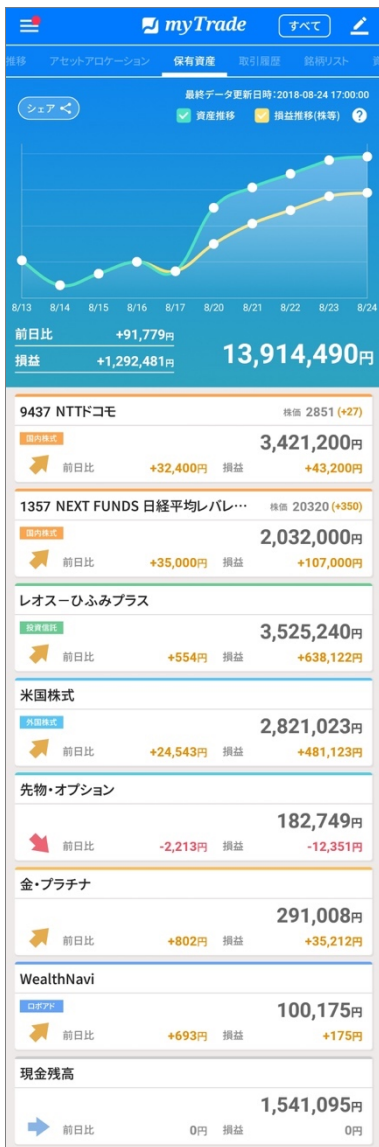 myTrade
すべて
推移 アセットアロケーション 保有資産 取引履歴 銘柄リスト
最終データ更新日時:2018-08-24 17:00:00
シェア
資産推移 損益推移(株等) ?
8/13 8/14 8/15 8/16 8/17 8/20 8/21 8/22 8/23 8/24
前日比 +91,779円
損益 +1,292,481円
13,914,490円
9437 NTTドコモ 株価 2851 (+27)
国内株式
3,421,200円
前日比 +32,400円 損益 +43,200円
1357 NEXT FUNDS 日経平均レバレ… 株価 20320 (+350)
国内株式
2,032,000円
前日比 +35,000円 損益 +107,000円
レオスーひふみプラス
投資信託
3,525,240円
前日比 +554円 損益 +638,122円
米国株式
外国株式
2,821,023円
前日比 +24,543円 損益 +481,123円
先物・オプション
182,749円
前日比 -2,213円 損益 -12,351円
金・プラチナ
291,008円
前日比 +802円 損益 +35,212円
WealthNavi
ロボアド
100,175円
前日比 +693円 損益 +175円
現金残高
1,541,095円
前日比 0円 損益 0円